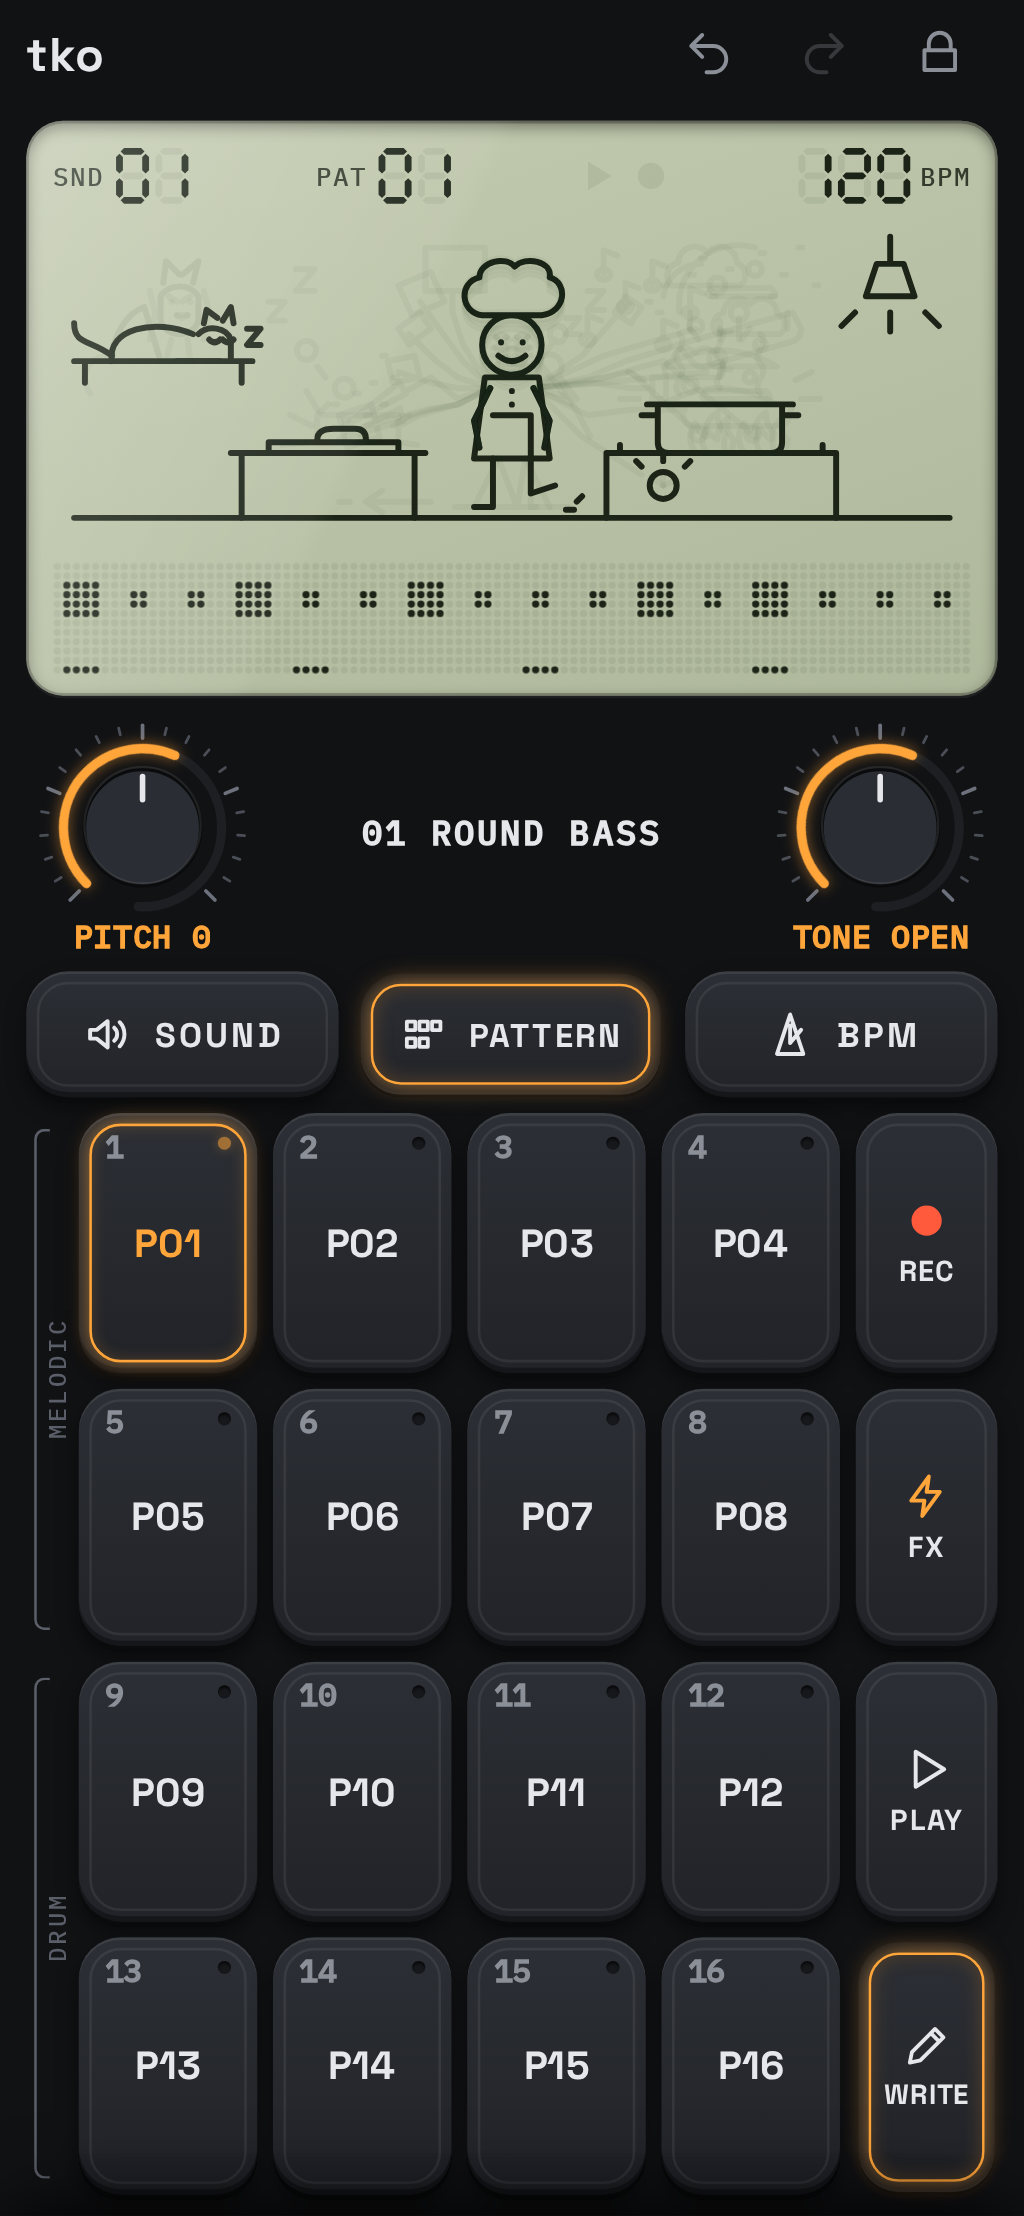 tko
SND 01 PAT 01 120 BPM
z
01 ROUND BASS
PITCH 0
TONE OPEN
SOUND
PATTERN
BPM
MELODIC
1
P01
2
P02
3
P03
4
P04
REC
5
P05
6
P06
7
P07
8
P08
FX
DRUM
9
P09
10
P10
11
P11
12
P12
PLAY
13
P13
14
P14
15
P15
16
P16
WRITE